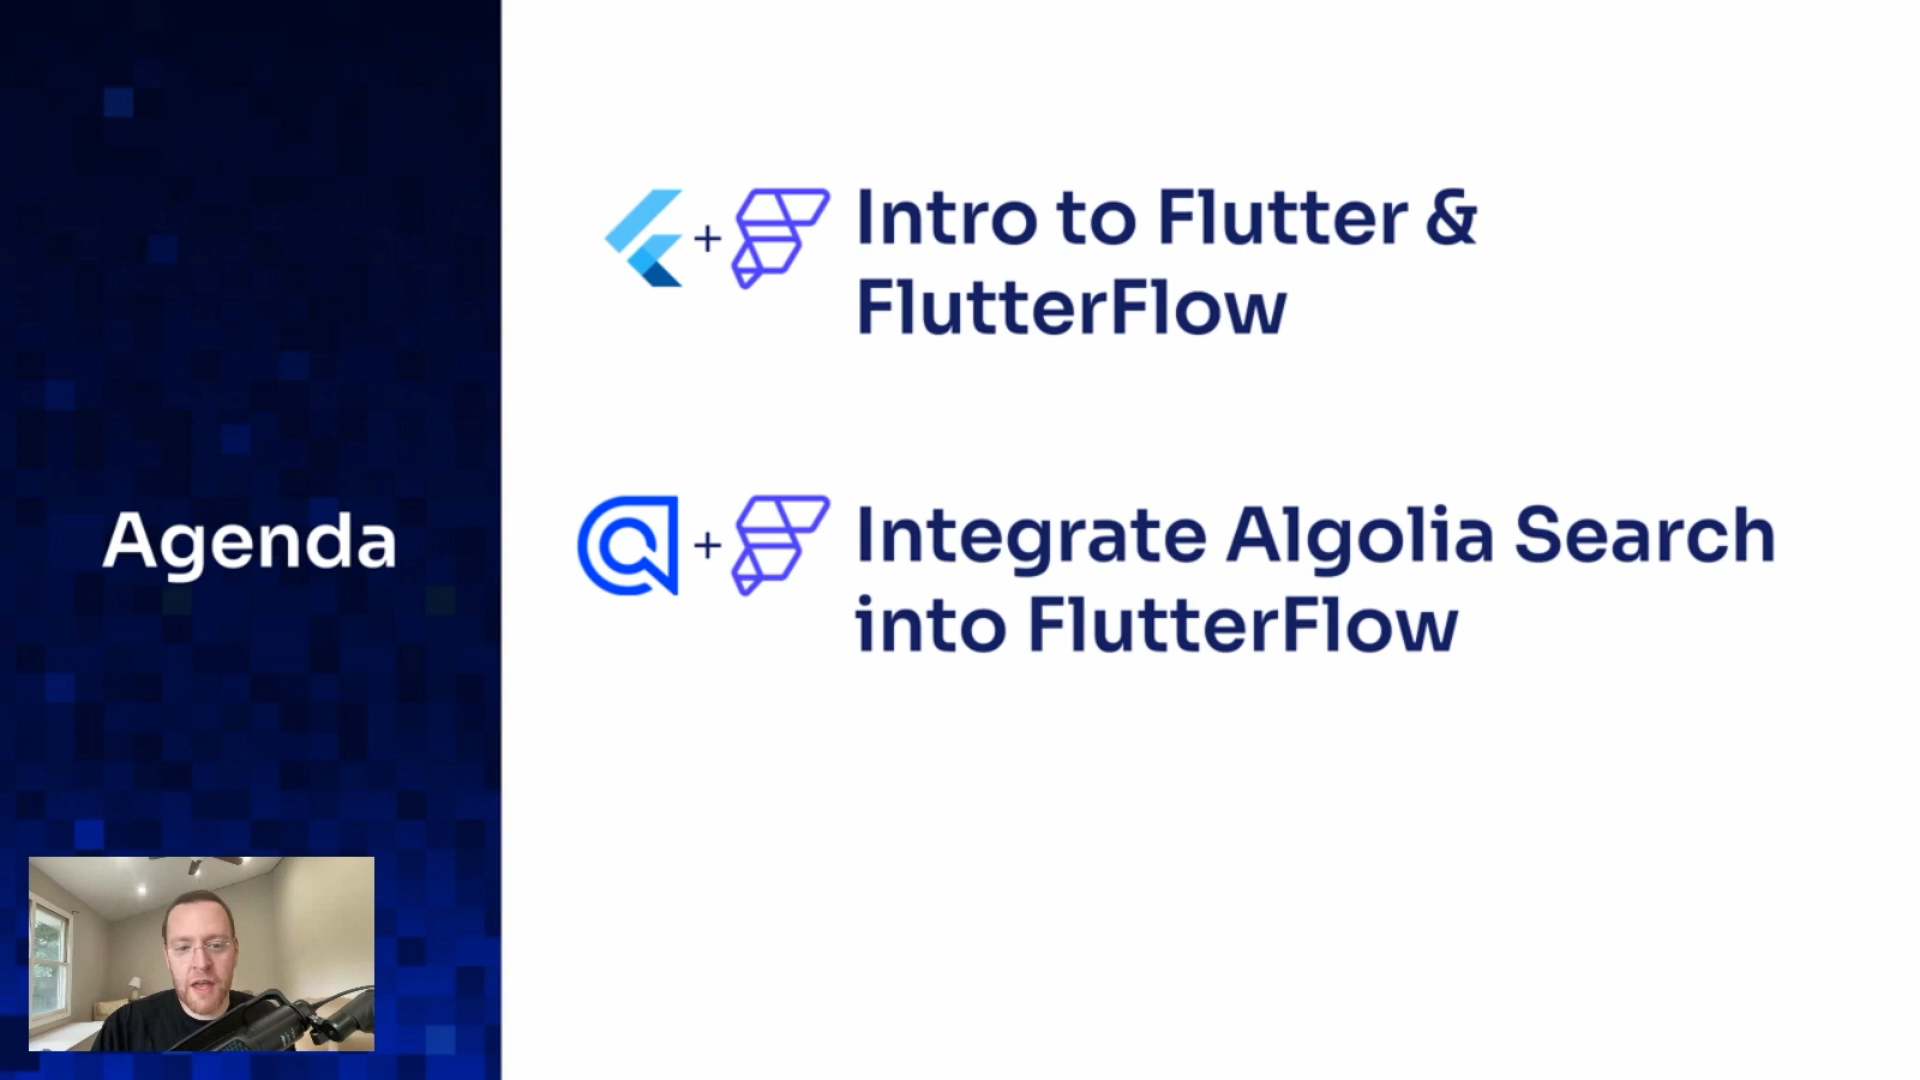 Agenda
Intro to Flutter &
FlutterFlow
Integrate Algolia Search
into FlutterFlow